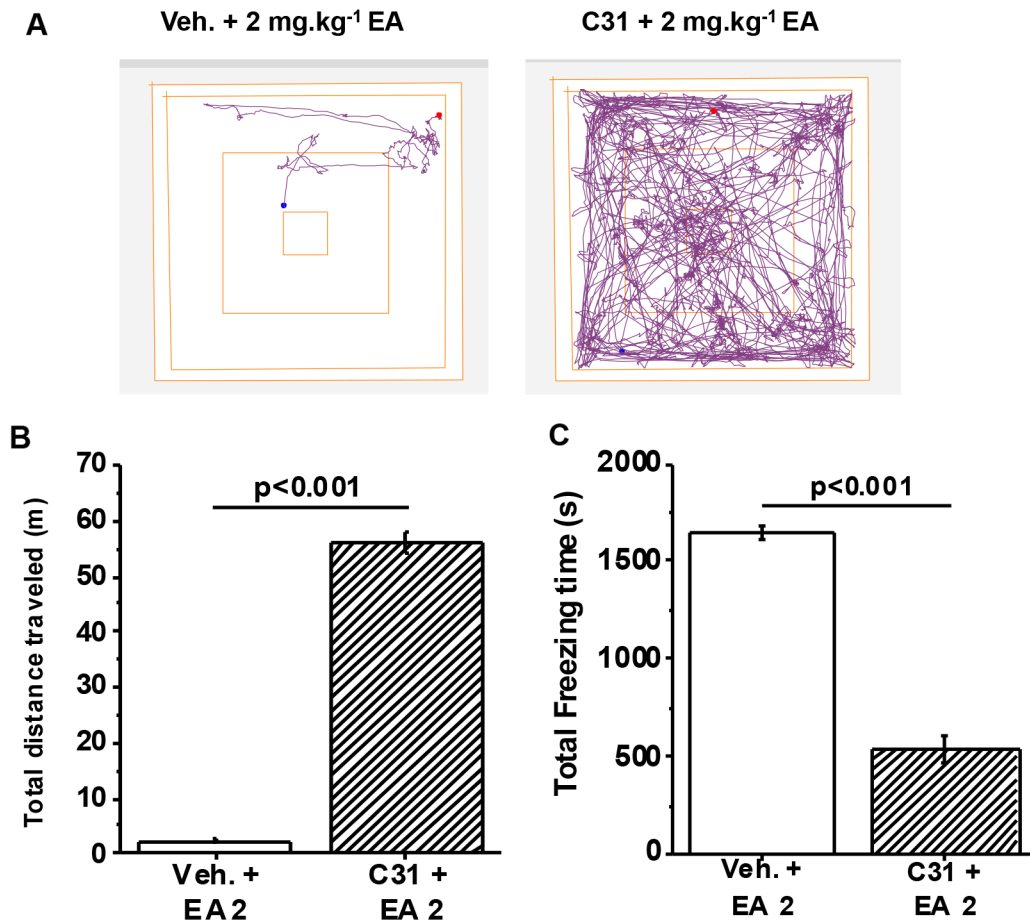 A
Veh. + 2 mg.kg⁻¹ EA
C31 + 2 mg.kg⁻¹ EA
B
Total distance traveled (m)
70
60
50
40
30
20
10
0
p<0.001
Veh. +
EA 2
C31 +
EA 2
C
Total Freezing time (s)
2000
1500
1000
500
0
p<0.001
Veh. +
EA 2
C31 +
EA 2